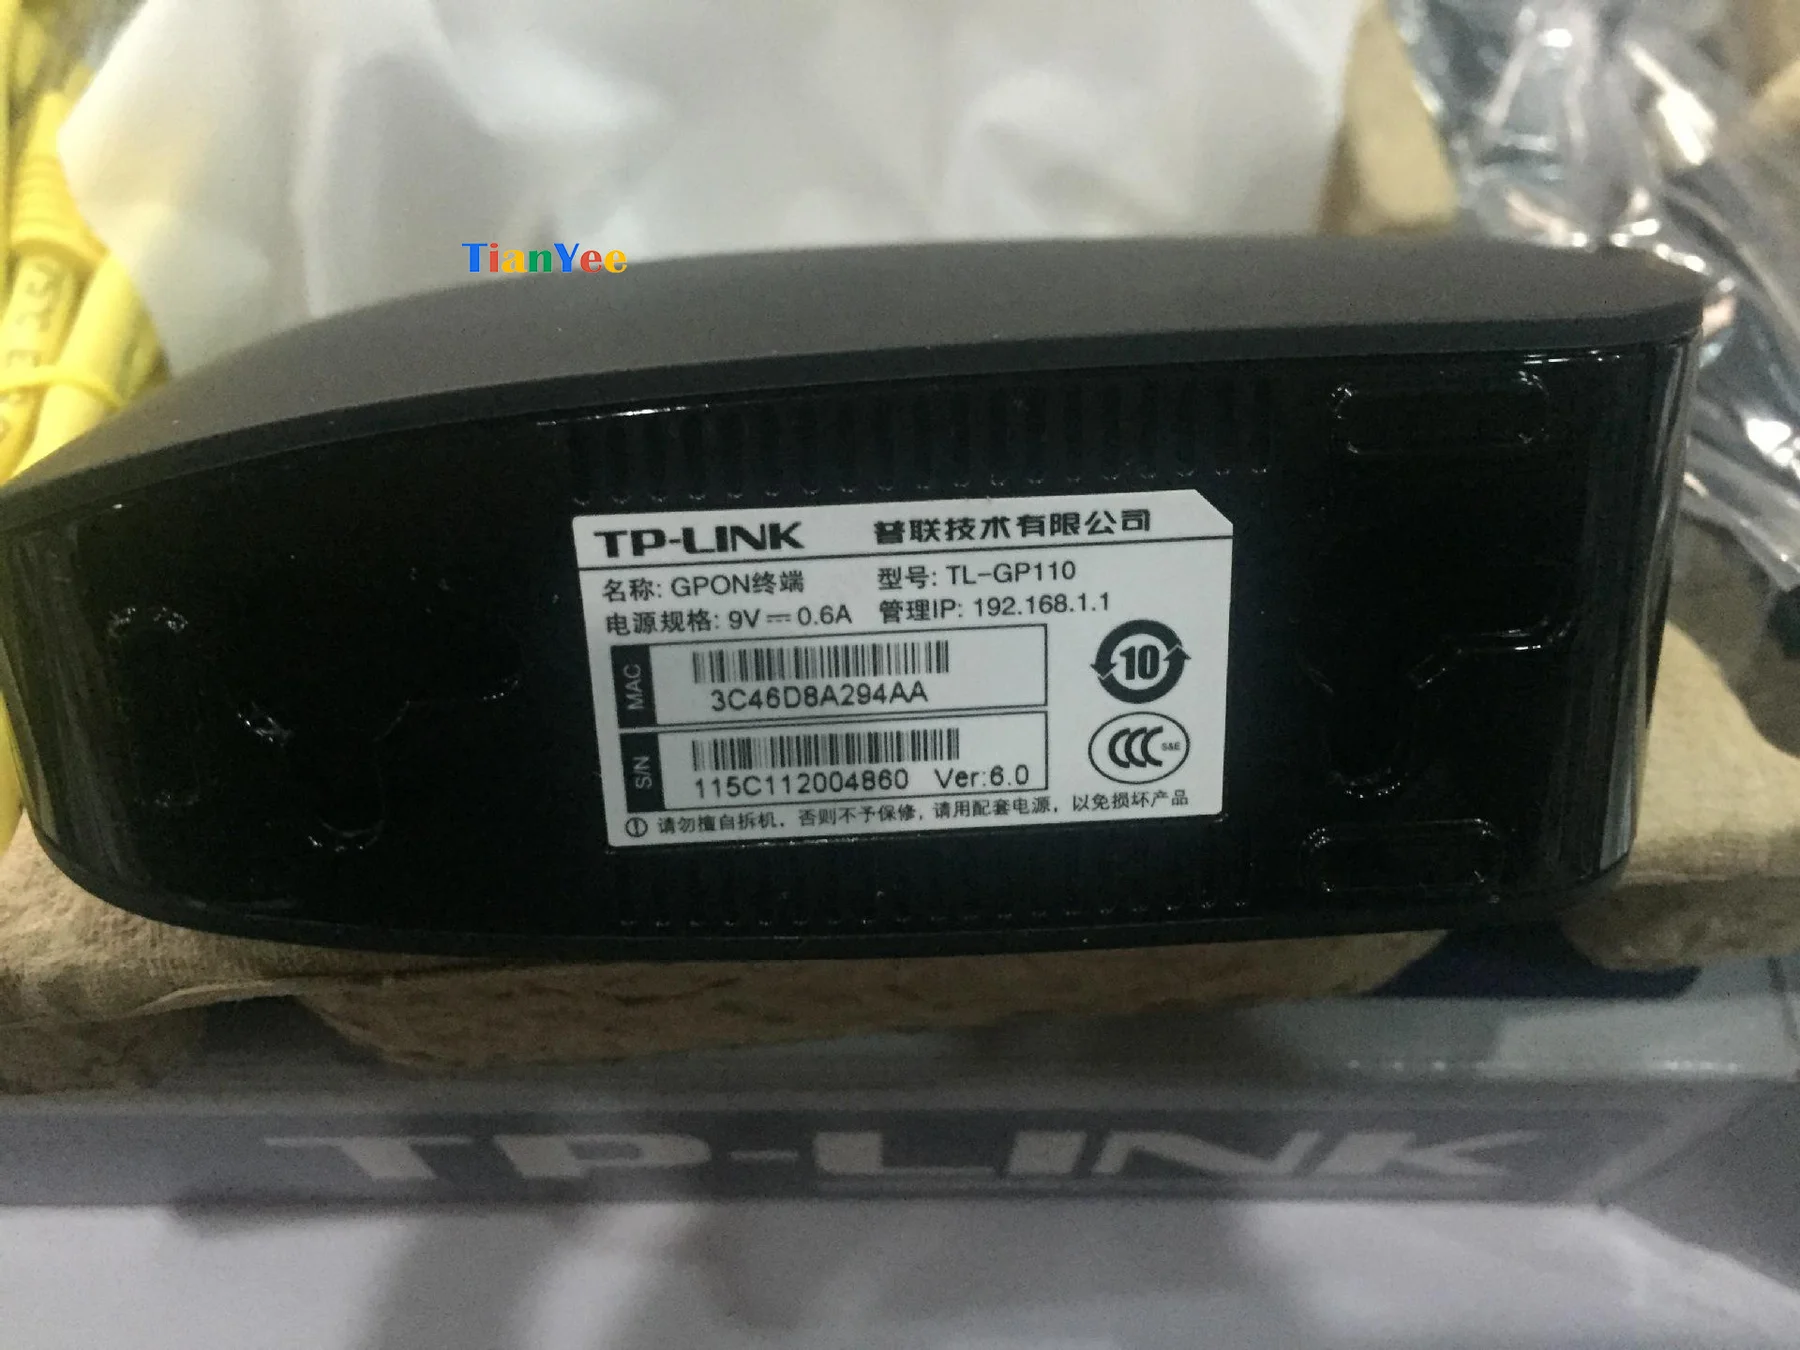 TianYee
TP-LINK 普联技术有限公司
名称: GPON终端 型号: TL-GP110
电源规格: 9V⎓0.6A 管理IP: 192.168.1.1
MAC
3C46D8A294AA
10
S/N
115C112004860 Ver:6.0
CCC S&E
① 请勿擅自拆机，否则不予保修，请用配套电源，以免损坏产品
TP-LINK